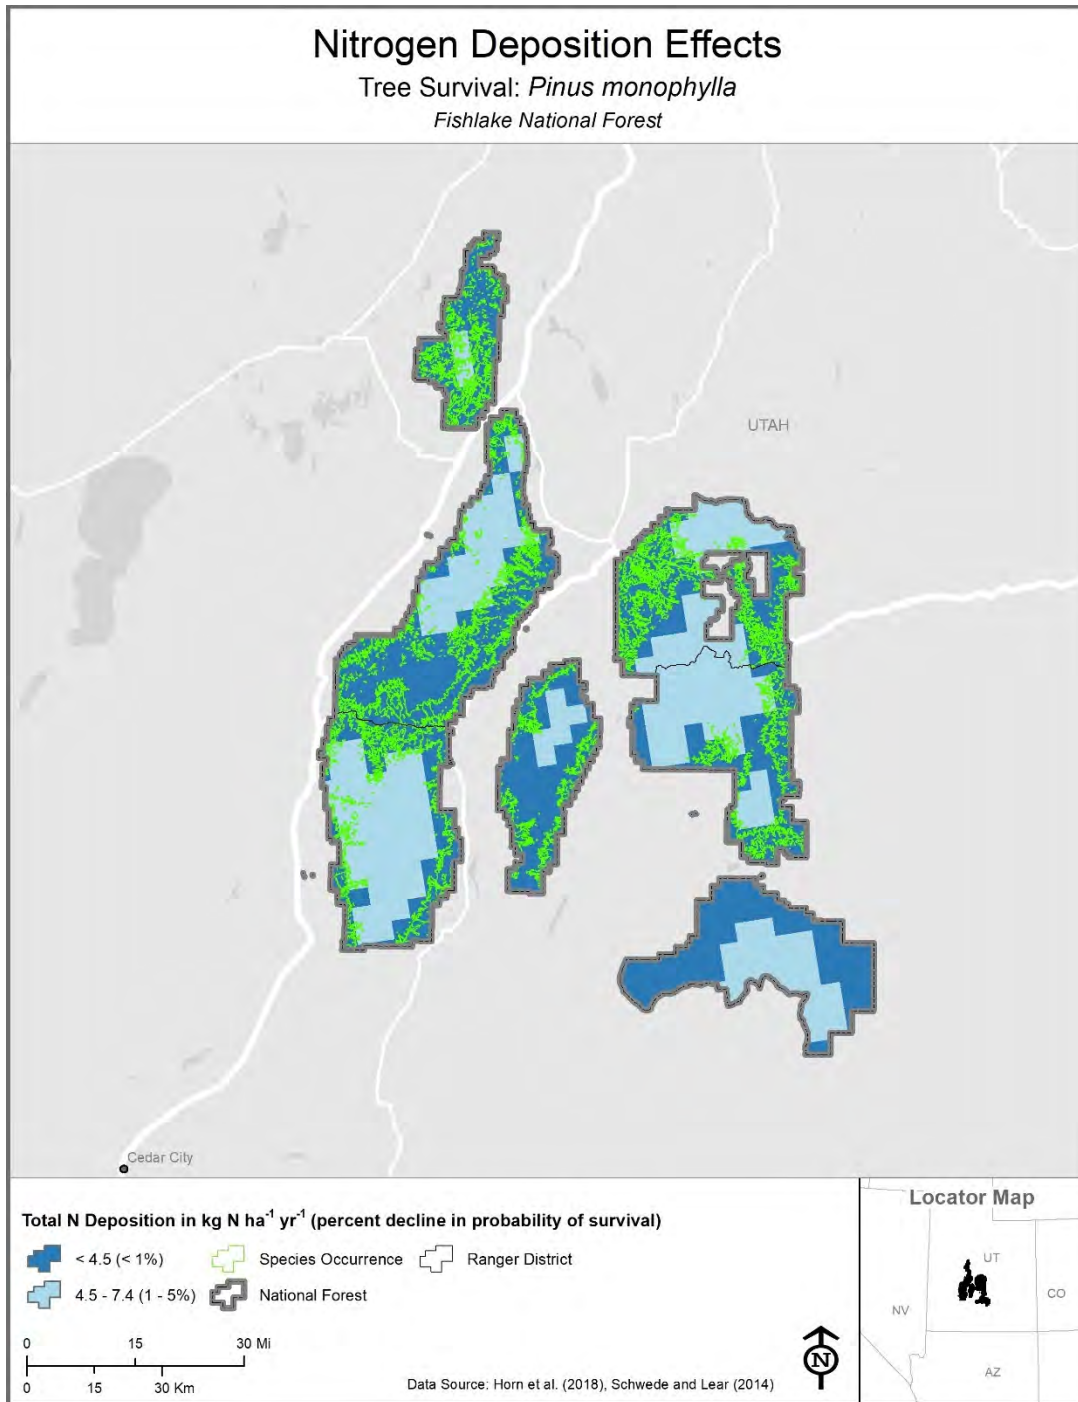 Nitrogen Deposition Effects
Tree Survival: Pinus monophylla
Fishlake National Forest
UTAH
Cedar City
Total N Deposition in kg N ha⁻¹ yr⁻¹ (percent decline in probability of survival)
< 4.5 (< 1%)
Species Occurrence
Ranger District
4.5 - 7.4 (1 - 5%)
National Forest
0 15 30 Mi
0 15 30 Km
Data Source: Horn et al. (2018), Schwede and Lear (2014)
N
Locator Map
UT
CO
NV
AZ